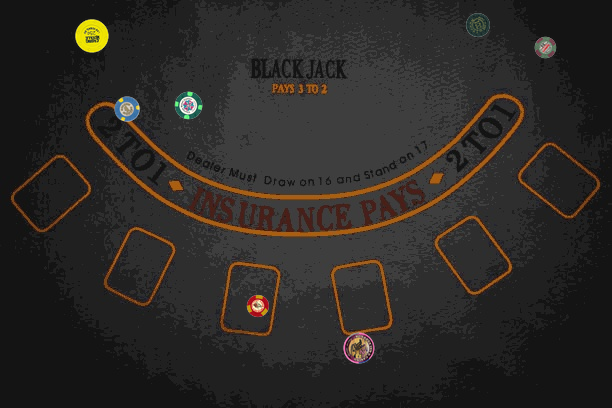 BLACK JACK
PAYS 3 TO 2
Dealer Must Draw on 16 and Stand on 17
2 TO 1
INSURANCE PAYS
2 TO 1